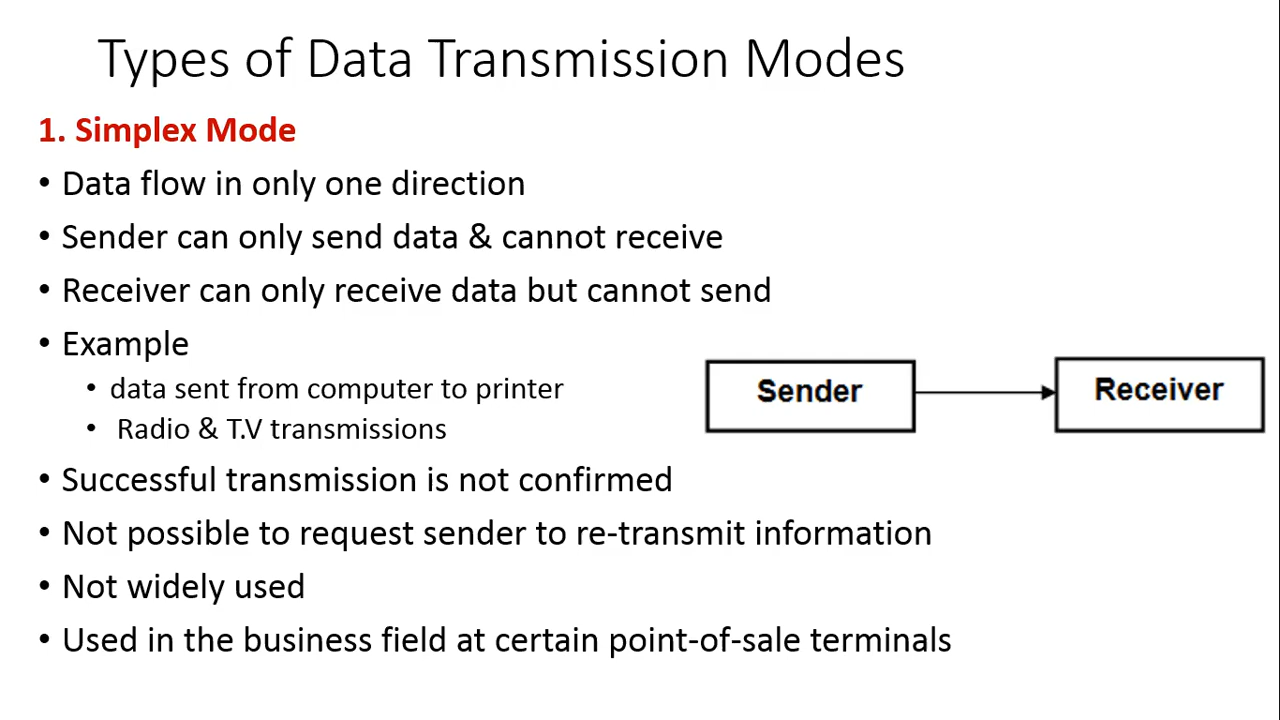 Types of Data Transmission Modes
1. Simplex Mode
• Data flow in only one direction
• Sender can only send data & cannot receive
• Receiver can only receive data but cannot send
• Example
• data sent from computer to printer
• Radio & T.V transmissions
Sender
Receiver
• Successful transmission is not confirmed
• Not possible to request sender to re-transmit information
• Not widely used
• Used in the business field at certain point-of-sale terminals